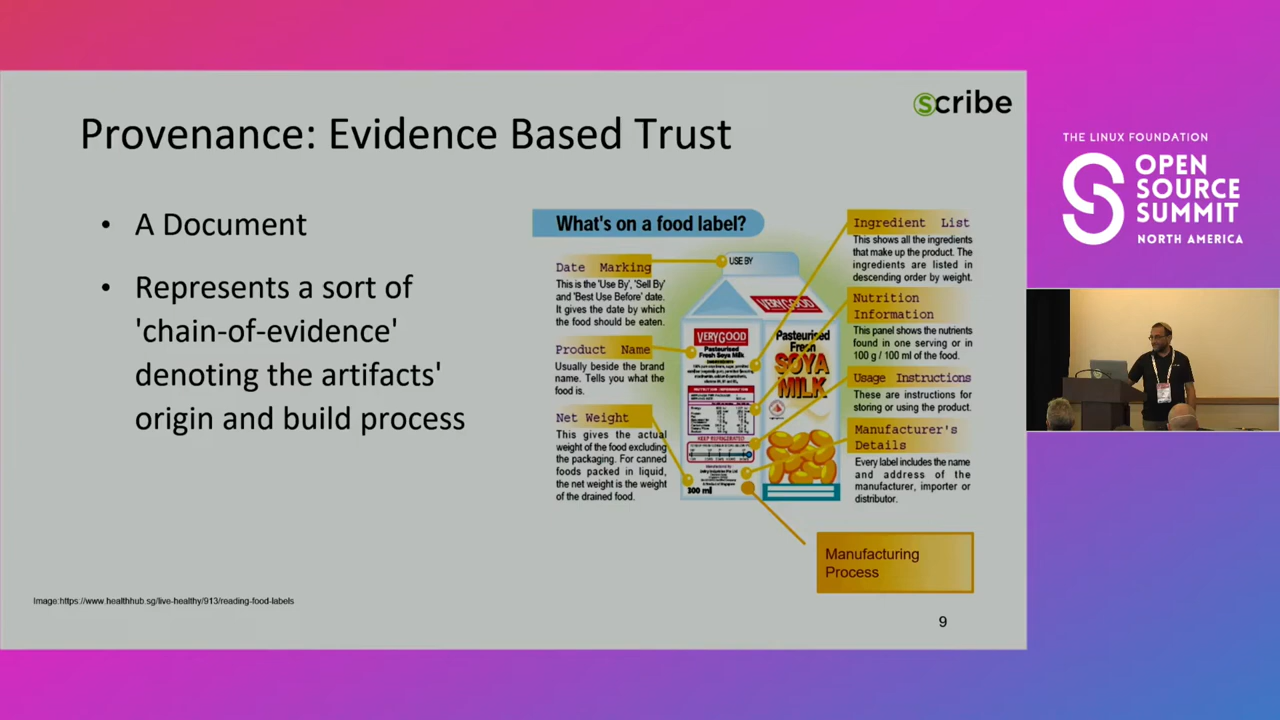 scribe
Provenance: Evidence Based Trust
• A Document
• Represents a sort of
'chain-of-evidence'
denoting the artifacts'
origin and build process
What's on a food label?
Date Marking
This is the 'Use By', 'Sell By'
and 'Best Use Before' date.
It gives the date by which
the food should be eaten.
Product Name
Usually beside the brand
name. Tells you what the
food is.
Net Weight
This gives the actual
weight of the food excluding
the packaging. For canned
foods packed in liquid,
the net weight is the weight
of the drained food.
USE BY
VERYGOOD
VERYGOOD
Pasteurised
Fresh Soya Milk
KEEP REFRIGERATED
300 ml
Pasteurised
Fresh
SOYA
MILK
Ingredient List
This shows all the ingredients
that make up the product. The
ingredients are listed in
descending order by weight.
Nutrition
Information
This panel shows the nutrients
found in one serving or in
100 g / 100 ml of the food.
Usage Instructions
These are instructions for
storing or using the product.
Manufacturer's
Details
Every label includes the name
and address of the
manufacturer, importer or
distributor.
Manufacturing
Process
Image:https://www.healthhub.sg/live-healthy/913/reading-food-labels
9
THE LINUX FOUNDATION
OPEN
SOURCE
SUMMIT
NORTH AMERICA